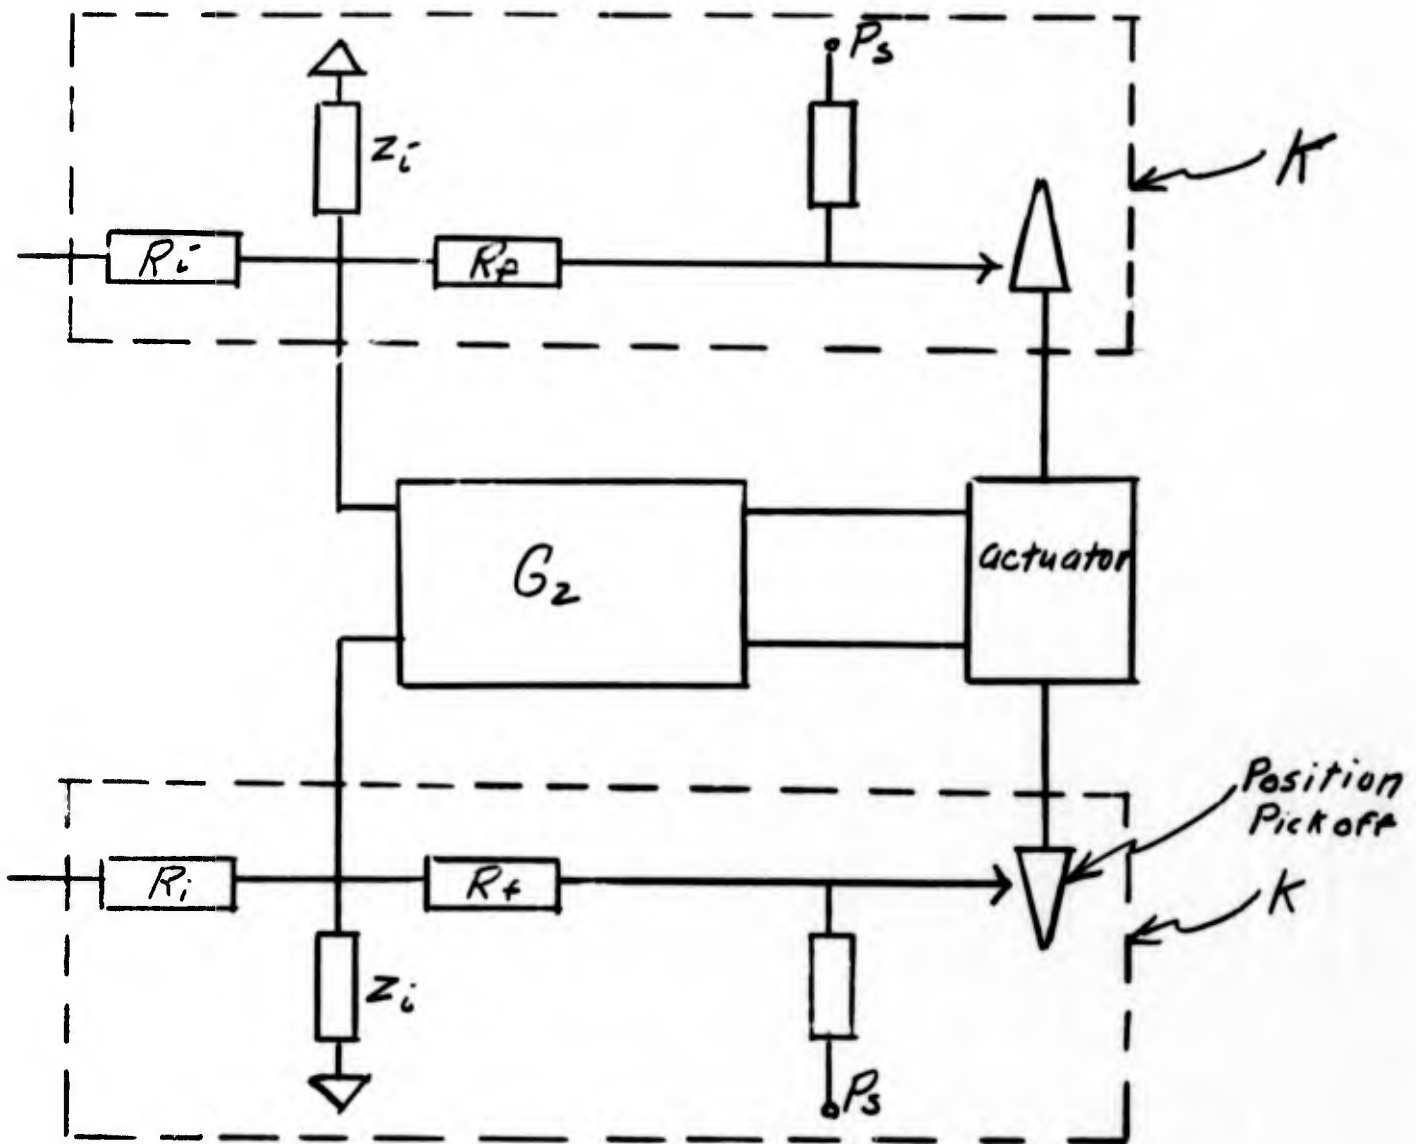 Ps
Zi
K
Ri
Rf
G2
actuator
Position
Pickoff
Ri
Rf
K
Zi
Ps